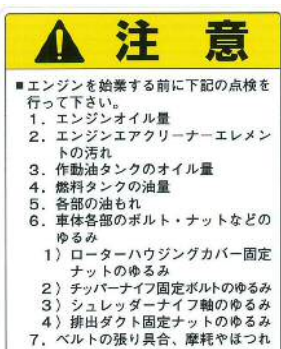 注 意
■エンジンを始業する前に下記の点検を
行って下さい。
1．エンジンオイル量
2．エンジンエアクリーナーエレメン
トの汚れ
3．作動油タンクのオイル量
4．燃料タンクの油量
5．各部の油もれ
6．車体各部のボルト・ナットなどの
ゆるみ
1）ローターハウジングカバー固定
ナットのゆるみ
2）チッパーナイフ固定ボルトのゆるみ
3）シュレッダーナイフ軸のゆるみ
4）排出ダクト固定ナットのゆるみ
7．ベルトの張り具合、摩耗やほつれ